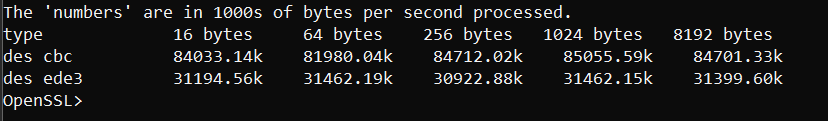 The 'numbers' are in 1000s of bytes per second processed.
type             16 bytes     64 bytes    256 bytes   1024 bytes   8192 bytes
des cbc          84033.14k    81980.04k    84712.02k    85055.59k    84701.33k
des ede3         31194.56k    31462.19k    30922.88k    31462.15k    31399.60k
OpenSSL>